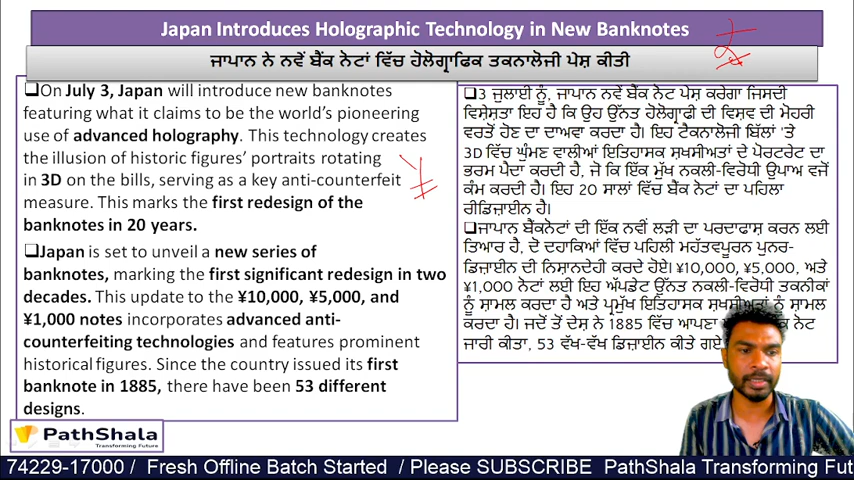 Japan Introduces Holographic Technology in New Banknotes
ਜਾਪਾਨ ਨੇ ਨਵੇਂ ਬੈਂਕ ਨੋਟਾਂ ਵਿੱਚ ਹੋਲੋਗ੍ਰਾਫਿਕ ਤਕਨਾਲੋਜੀ ਪੇਸ਼ ਕੀਤੀ
On July 3, Japan will introduce new banknotes
featuring what it claims to be the world's pioneering
use of advanced holography. This technology creates
the illusion of historic figures' portraits rotating
in 3D on the bills, serving as a key anti-counterfeit
measure. This marks the first redesign of the
banknotes in 20 years.
Japan is set to unveil a new series of
banknotes, marking the first significant redesign in two
decades. This update to the ¥10,000, ¥5,000, and
¥1,000 notes incorporates advanced anti-
counterfeiting technologies and features prominent
historical figures. Since the country issued its first
banknote in 1885, there have been 53 different
designs.
¥
3 ਜੁਲਾਈ ਨੂੰ, ਜਾਪਾਨ ਨਵੇਂ ਬੈਂਕ ਨੋਟ ਪੇਸ਼ ਕਰੇਗਾ ਜਿਸਦੀ
ਵਿਸ਼ੇਸ਼ਤਾ ਇਹ ਹੈ ਕਿ ਉਹ ਉੱਨਤ ਹੋਲੋਗ੍ਰਾਫੀ ਦੀ ਵਿਸ਼ਵ ਦੀ ਮੋਹਰੀ
ਵਰਤੋਂ ਹੋਣ ਦਾ ਦਾਅਵਾ ਕਰਦਾ ਹੈ। ਇਹ ਟੈਕਨਾਲੋਜੀ ਬਿੱਲਾਂ 'ਤੇ
3D ਵਿੱਚ ਘੁੰਮਣ ਵਾਲੀਆਂ ਇਤਿਹਾਸਕ ਸ਼ਖਸੀਅਤਾਂ ਦੇ ਪੋਰਟਰੇਟ ਦਾ
ਭਰਮ ਪੈਦਾ ਕਰਦੀ ਹੈ, ਜੋ ਕਿ ਇੱਕ ਮੁੱਖ ਨਕਲੀ-ਵਿਰੋਧੀ ਉਪਾਅ ਵਜੋਂ
ਕੰਮ ਕਰਦੀ ਹੈ। ਇਹ 20 ਸਾਲਾਂ ਵਿੱਚ ਬੈਂਕ ਨੋਟਾਂ ਦਾ ਪਹਿਲਾ
ਰੀਡਿਜ਼ਾਈਨ ਹੈ।
ਜਾਪਾਨ ਬੈਂਕਨੋਟਾਂ ਦੀ ਇੱਕ ਨਵੀਂ ਲੜੀ ਦਾ ਪਰਦਾਫਾਸ਼ ਕਰਨ ਲਈ
ਤਿਆਰ ਹੈ, ਦੋ ਦਹਾਕਿਆਂ ਵਿੱਚ ਪਹਿਲੀ ਮਹੱਤਵਪੂਰਨ ਪੁਨਰ-
ਡਿਜ਼ਾਈਨ ਦੀ ਨਿਸ਼ਾਨਦੇਹੀ ਕਰਦੇ ਹੋਏ। ¥10,000, ¥5,000, ਅਤੇ
¥1,000 ਨੋਟਾਂ ਲਈ ਇਹ ਅੱਪਡੇਟ ਉੱਨਤ ਨਕਲੀ-ਵਿਰੋਧੀ ਤਕਨੀਕਾਂ
ਨੂੰ ਸ਼ਾਮਲ ਕਰਦਾ ਹੈ ਅਤੇ ਪ੍ਰਮੁੱਖ ਇਤਿਹਾਸਕ ਸ਼ਖਸੀਅਤਾਂ ਨੂੰ ਸ਼ਾਮਲ
ਕਰਦਾ ਹੈ। ਜਦੋਂ ਤੋਂ ਦੇਸ਼ ਨੇ 1885 ਵਿੱਚ ਆਪਣਾ ਨੋਟ
ਜਾਰੀ ਕੀਤਾ, 53 ਵੱਖ-ਵੱਖ ਡਿਜ਼ਾਈਨ ਕੀਤੇ ਗਏ
PathShala
Transforming Future
74229-17000 / Fresh Offline Batch Started / Please SUBSCRIBE PathShala Transforming Fut